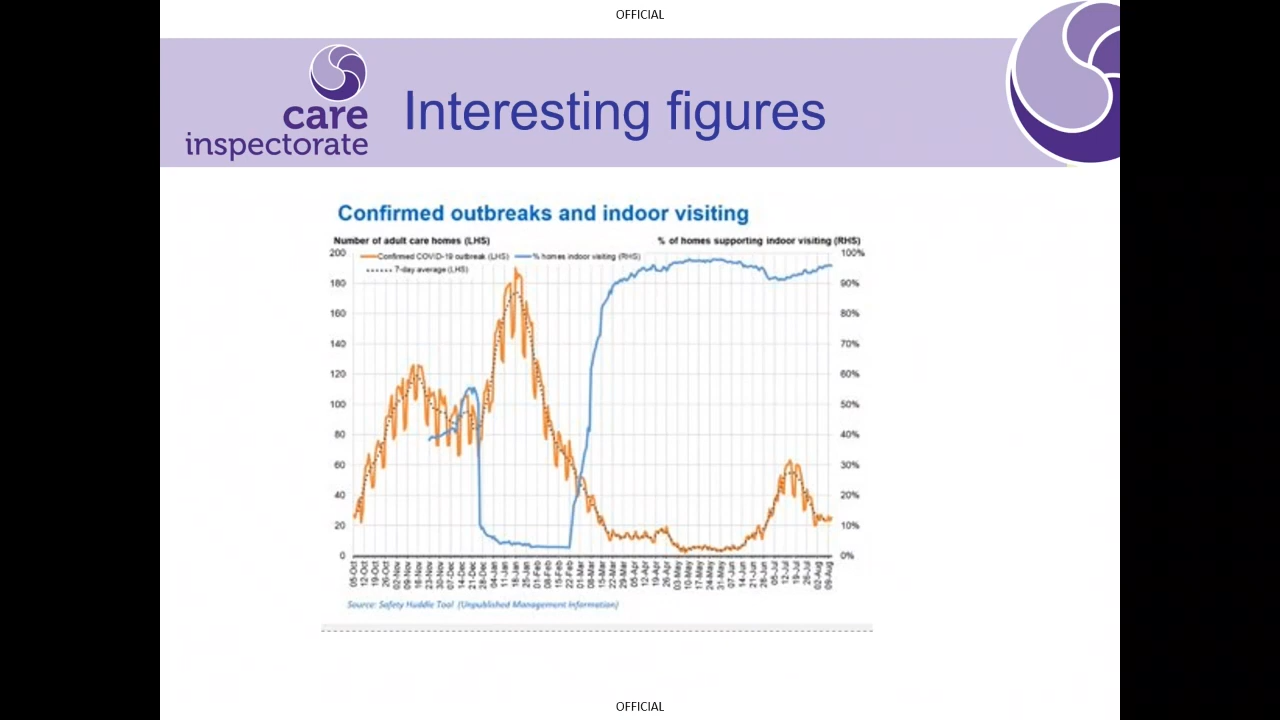 OFFICIAL
care
inspectorate
Interesting figures
Confirmed outbreaks and indoor visiting
Number of adult care homes (LHS)
% of homes supporting indoor visiting (RHS)
Confirmed COVID-19 outbreak (LHS)
% homes indoor visiting (RHS)
7-day average (LHS)
200
180
160
140
120
100
80
60
40
20
0
100%
90%
80%
70%
60%
50%
40%
30%
20%
10%
0%
05-Oct
12-Oct
19-Oct
26-Oct
02-Nov
09-Nov
16-Nov
23-Nov
30-Nov
07-Dec
14-Dec
21-Dec
28-Dec
04-Jan
11-Jan
18-Jan
25-Jan
01-Feb
08-Feb
15-Feb
22-Feb
01-Mar
08-Mar
15-Mar
22-Mar
29-Mar
05-Apr
12-Apr
19-Apr
26-Apr
03-May
10-May
17-May
24-May
31-May
07-Jun
14-Jun
21-Jun
28-Jun
05-Jul
12-Jul
19-Jul
26-Jul
02-Aug
09-Aug
Source: Safety Huddle Tool (Unpublished Management Information)
OFFICIAL